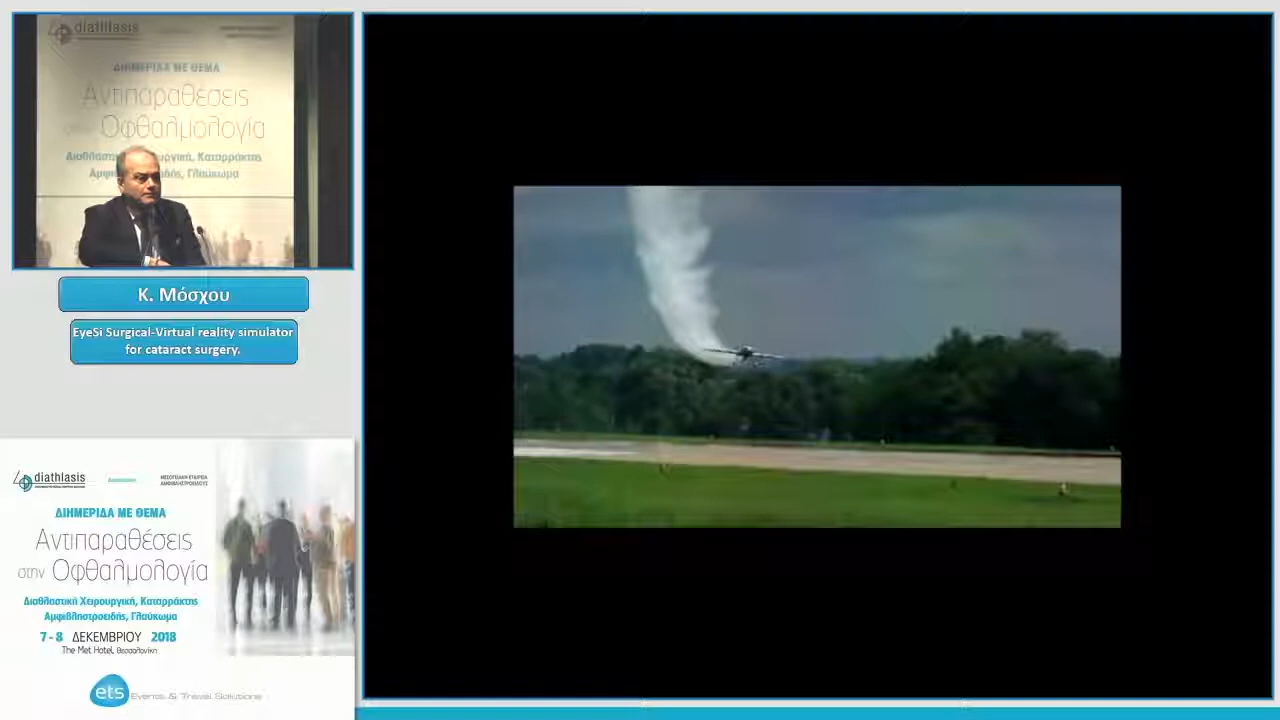 diathlasis
ΔΙΗΜΕΡΙΔΑ ΜΕ ΘΕΜΑ
Αντιπαραθέσεις
Οφθαλμολογία
Κ. Μόσχου
EyeSi Surgical-Virtual reality simulator
for cataract surgery.
diathlasis
ΜΕΣΟΓΕΙΑΚΗ ΕΤΑΙΡΕΙΑ
ΔΙΗΜΕΡΙΔΑ ΜΕ ΘΕΜΑ
Αντιπαραθέσεις
στην Οφθαλμολογία
Διαθλαστική Χειρουργική, Καταρράκτης
Αμφιβληστροειδής, Γλαύκωμα
7-8 ΔΕΚΕΜΒΡΙΟΥ 2018
The Met Hotel, Θεσσαλονίκη
ets Events & Travel Solutions